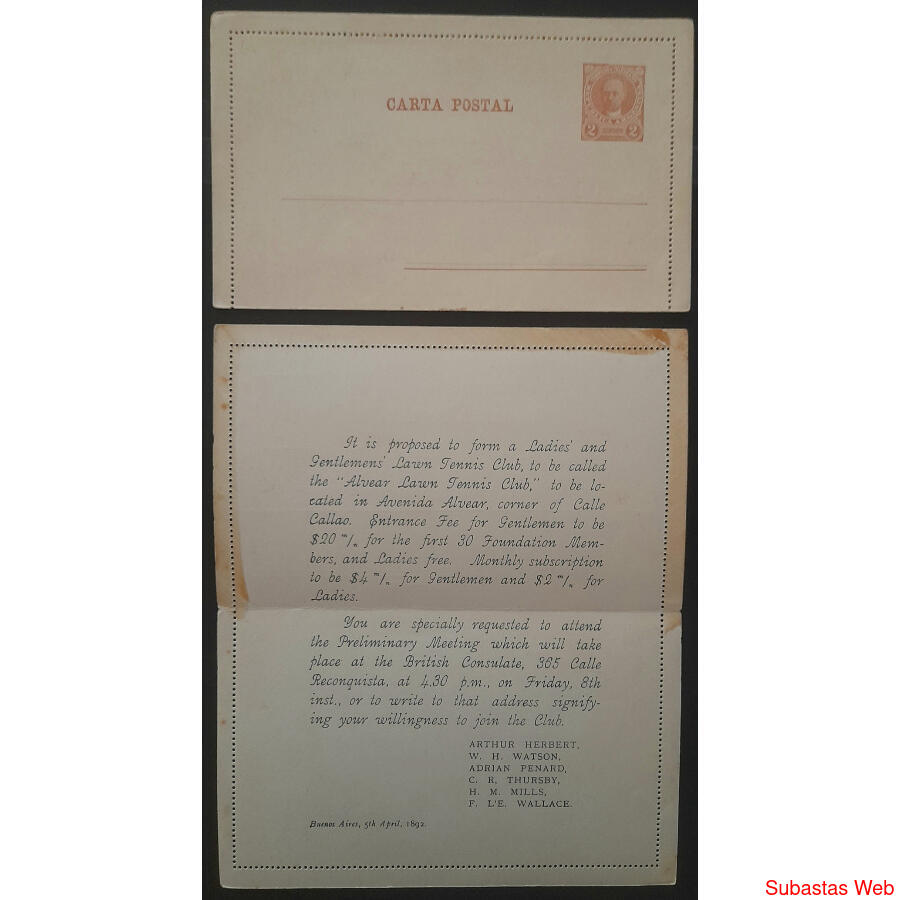 CARTA POSTAL
2 2
It is proposed to form a Ladies' and
Gentlemens' Lawn Tennis Club, to be called
the "Alvear Lawn Tennis Club," to be lo-
cated in Avenida Alvear, corner of Calle
Callao. Entrance Fee for Gentlemen to be
$20 m/n for the first 30 Foundation Mem-
bers, and Ladies free. Monthly subscription
to be $4 m/n for Gentlemen and $2 m/n for
Ladies.
You are specially requested to attend
the Preliminary Meeting which will take
place at the British Consulate, 365 Calle
Reconquista, at 4.30 p.m., on Friday, 8th
inst., or to write to that address signify-
ing your willingness to join the Club.
ARTHUR HERBERT,
W. H. WATSON,
ADRIAN PENARD,
C. R. THURSBY,
H. M. MILLS,
F. L'E. WALLACE.
Buenos Aires, 5th April, 1892.
Subastas Web